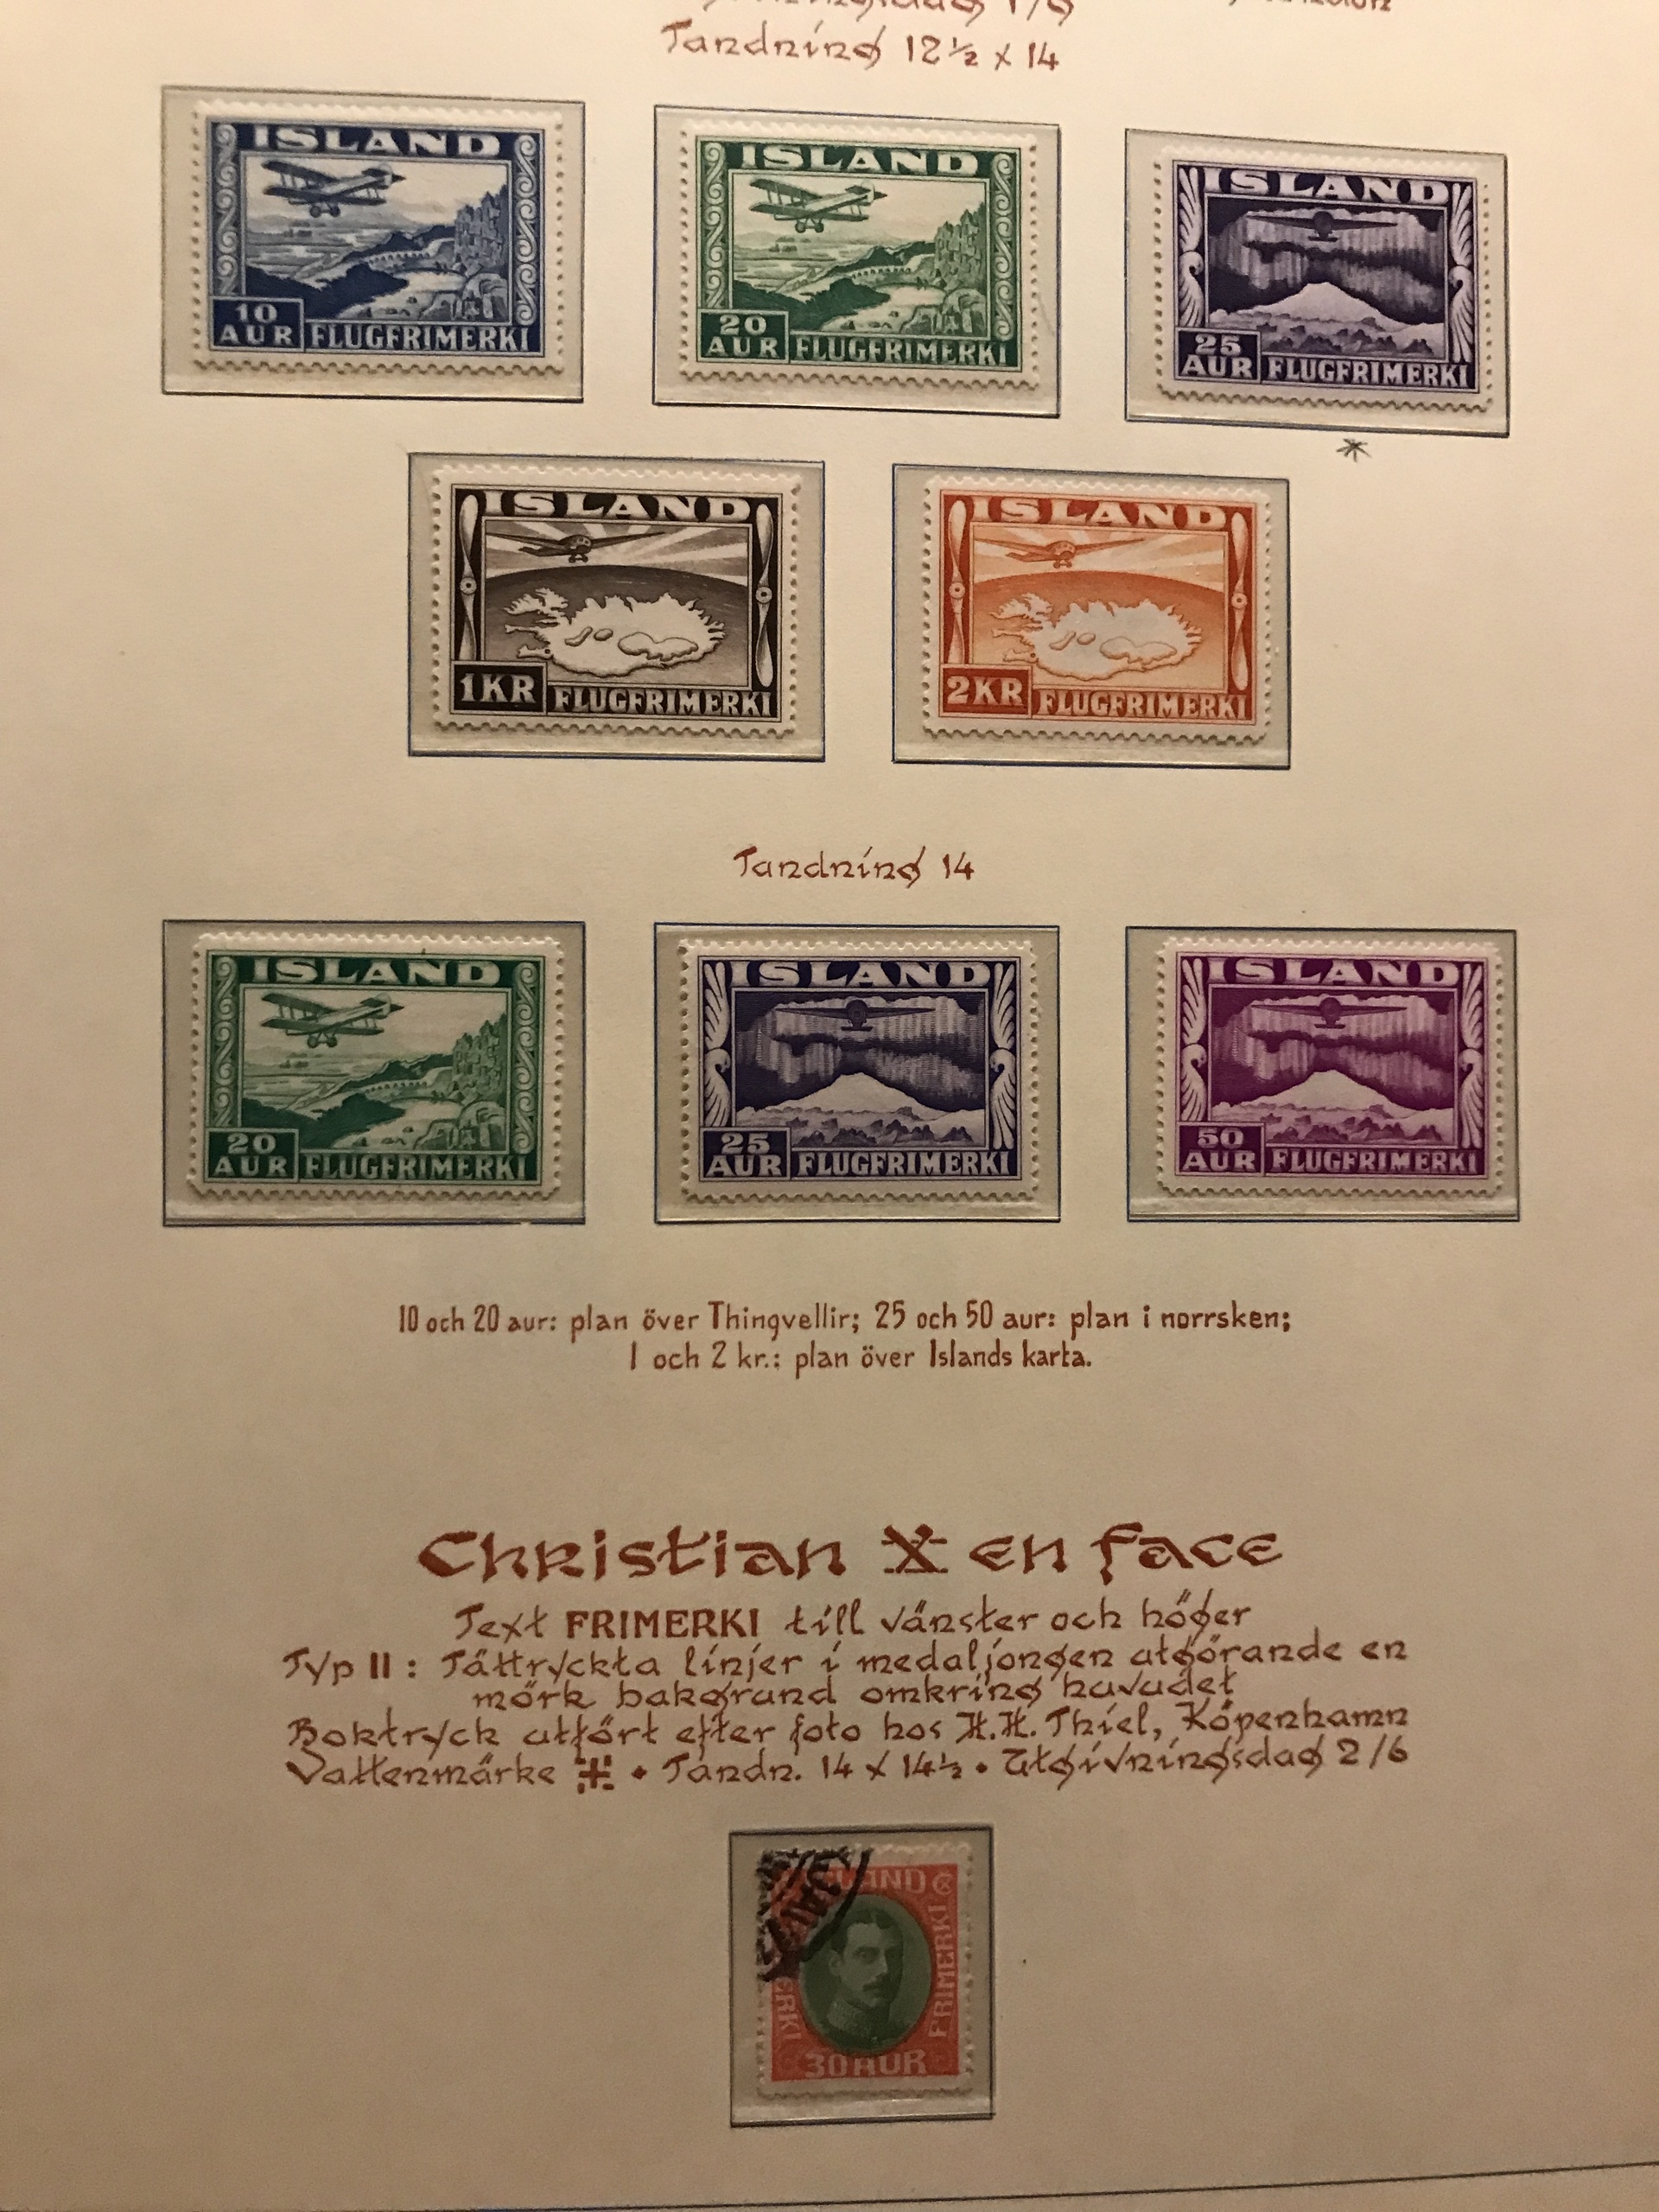 Tandning 12½ x 14
ISLAND
10
AUR FLUGFRIMERKI
ISLAND
20
AUR FLUGFRIMERKI
ISLAND
25
AUR FLUGFRIMERKI
ISLAND
1KR FLUGFRIMERKI
ISLAND
2KR FLUGFRIMERKI
Tandning 14
ISLAND
20
AUR FLUGFRIMERKI
ISLAND
25
AUR FLUGFRIMERKI
ISLAND
50
AUR FLUGFRIMERKI
10 och 20 aur: plan över Thingvellir; 25 och 50 aur: plan i norrsken;
1 och 2 kr.: plan över Islands karta.
Christian X en face
Text FRIMERKI till vänster och höger
Typ II : Tättryckta linjer i medaljongen utgörande en
mörk bakgrund omkring huvudet
Boktryck utfört efter foto hos H.H. Thiel, Köpenhamn
Vattenmärke • Tandn. 14 x 14½ • Utgivningsdag 2/6
FRIMERKI
30 AUR